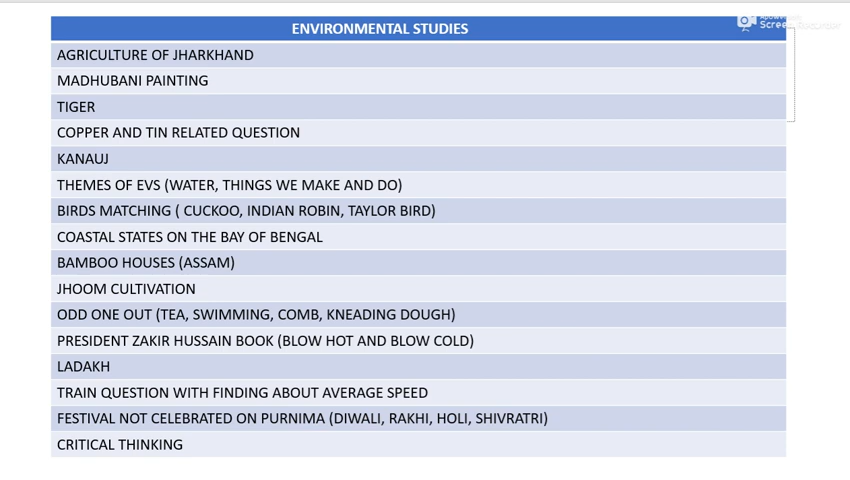 ENVIRONMENTAL STUDIES
AGRICULTURE OF JHARKHAND
MADHUBANI PAINTING
TIGER
COPPER AND TIN RELATED QUESTION
KANAUJ
THEMES OF EVS (WATER, THINGS WE MAKE AND DO)
BIRDS MATCHING ( CUCKOO, INDIAN ROBIN, TAYLOR BIRD)
COASTAL STATES ON THE BAY OF BENGAL
BAMBOO HOUSES (ASSAM)
JHOOM CULTIVATION
ODD ONE OUT (TEA, SWIMMING, COMB, KNEADING DOUGH)
PRESIDENT ZAKIR HUSSAIN BOOK (BLOW HOT AND BLOW COLD)
LADAKH
TRAIN QUESTION WITH FINDING ABOUT AVERAGE SPEED
FESTIVAL NOT CELEBRATED ON PURNIMA (DIWALI, RAKHI, HOLI, SHIVRATRI)
CRITICAL THINKING